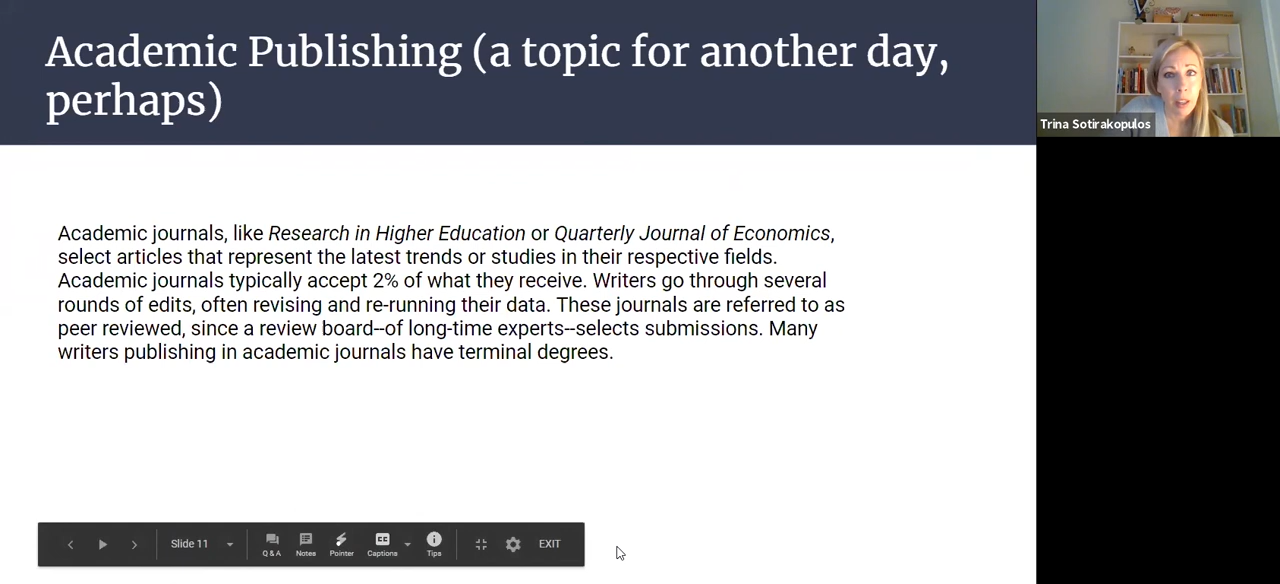 Academic Publishing (a topic for another day,
perhaps)
Trina Sotirakopulos
Academic journals, like Research in Higher Education or Quarterly Journal of Economics,
select articles that represent the latest trends or studies in their respective fields.
Academic journals typically accept 2% of what they receive. Writers go through several
rounds of edits, often revising and re-running their data. These journals are referred to as
peer reviewed, since a review board--of long-time experts--selects submissions. Many
writers publishing in academic journals have terminal degrees.
Slide 11
Q & A
Notes
Pointer
CC
Captions
Tips
EXIT